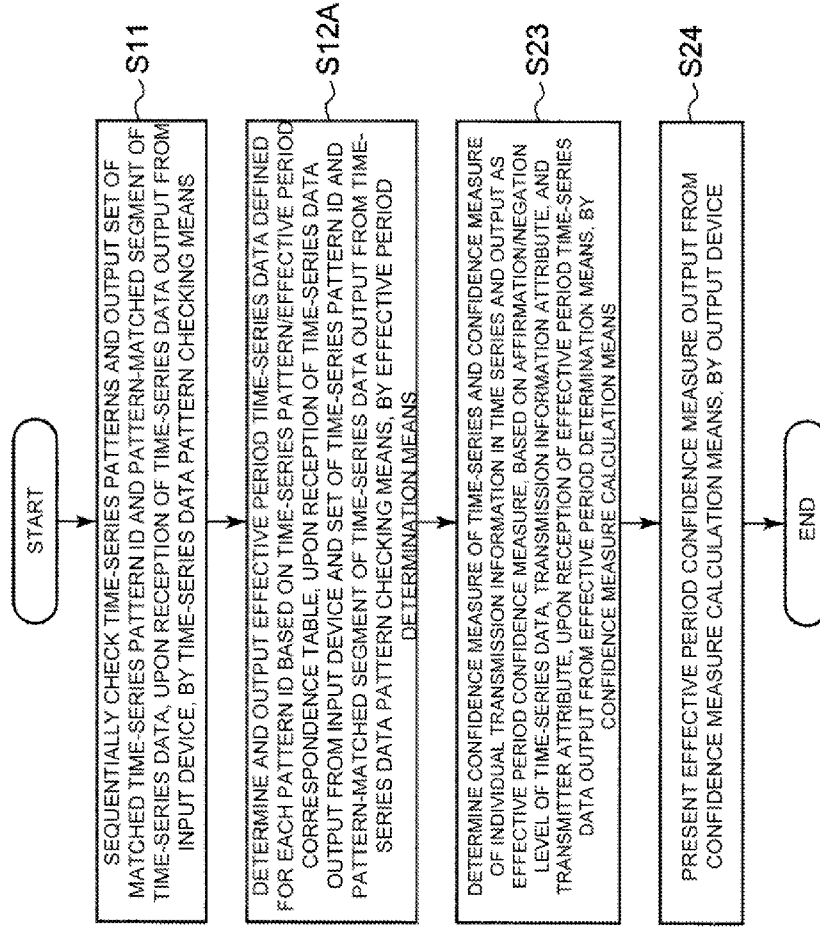 START
SEQUENTIALLY CHECK TIME-SERIES PATTERNS AND OUTPUT SET OF
MATCHED TIME-SERIES PATTERN ID AND PATTERN-MATCHED SEGMENT OF
TIME-SERIES DATA, UPON RECEPTION OF TIME-SERIES DATA OUTPUT FROM
INPUT DEVICE, BY TIME-SERIES DATA PATTERN CHECKING MEANS
S11
DETERMINE AND OUTPUT EFFECTIVE PERIOD TIME-SERIES DATA DEFINED
FOR EACH PATTERN ID BASED ON TIME-SERIES PATTERN/EFFECTIVE PERIOD
CORRESPONDENCE TABLE, UPON RECEPTION OF TIME-SERIES DATA
OUTPUT FROM INPUT DEVICE AND SET OF TIME-SERIES PATTERN ID AND
PATTERN-MATCHED SEGMENT OF TIME-SERIES DATA OUTPUT FROM TIME-
SERIES DATA PATTERN CHECKING MEANS, BY EFFECTIVE PERIOD
DETERMINATION MEANS
S12A
DETERMINE CONFIDENCE MEASURE OF TIME-SERIES AND CONFIDENCE MEASURE
OF INDIVIDUAL TRANSMISSION INFORMATION IN TIME SERIES AND OUTPUT AS
EFFECTIVE PERIOD CONFIDENCE MEASURE, BASED ON AFFIRMATION/NEGATION
LEVEL OF TIME-SERIES DATA, TRANSMISSION INFORMATION ATTRIBUTE, AND
TRANSMITTER ATTRIBUTE, UPON RECEPTION OF EFFECTIVE PERIOD TIME-SERIES
DATA OUTPUT FROM EFFECTIVE PERIOD DETERMINATION MEANS, BY
CONFIDENCE MEASURE CALCULATION MEANS
S23
PRESENT EFFECTIVE PERIOD CONFIDENCE MEASURE OUTPUT FROM
CONFIDENCE MEASURE CALCULATION MEANS, BY OUTPUT DEVICE
S24
END